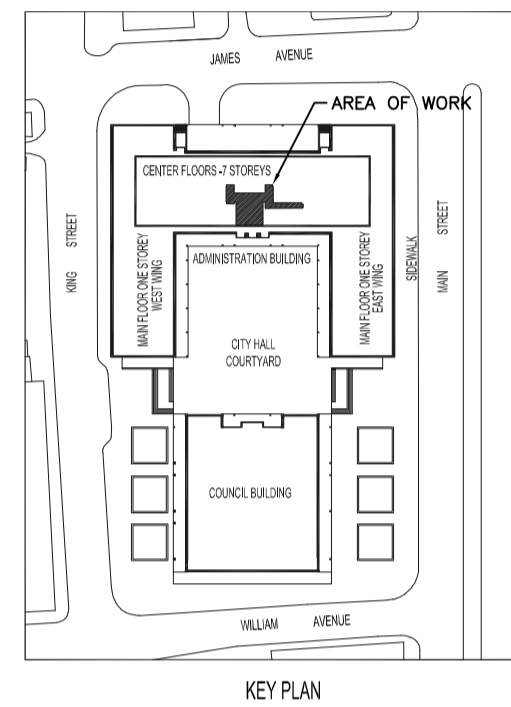 JAMES AVENUE
AREA OF WORK
CENTER FLOORS -7 STOREYS
KING STREET
MAIN FLOOR ONE STOREY
WEST WING
ADMINISTRATION BUILDING
MAIN FLOOR ONE STOREY
EAST WING
SIDEWALK
MAIN STREET
CITY HALL
COURTYARD
COUNCIL BUILDING
WILLIAM AVENUE
KEY PLAN